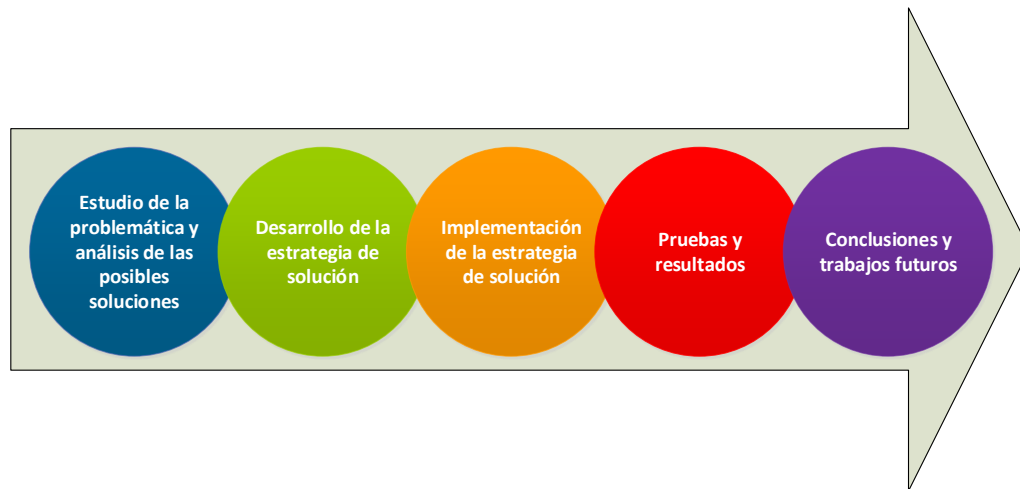 Estudio de la
problemática y
análisis de las
posibles
soluciones
Desarrollo de la
estrategia de
solución
Implementación
de la estrategia
de solución
Pruebas y
resultados
Conclusiones y
trabajos futuros